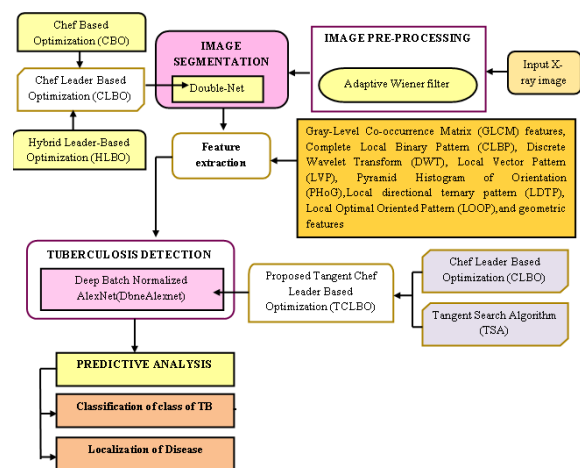 Chef Based
Optimization (CBO)
Chef Leader Based
Optimization (CLBO)
Hybrid Leader-Based
Optimization (HLBO)
IMAGE
SEGMENTATION
Double-Net
IMAGE PRE-PROCESSING
Adaptive Wiener filter
Input X-
ray image
Feature
extraction
Gray-Level Co-occurrence Matrix (GLCM) features,
Complete Local Binary Pattern (CLBP), Discrete
Wavelet Transform (DWT), Local Vector Pattern
(LVP), Pyramid Histogram of Orientation
(PHoG),Local directional ternary pattern (LDTP),
Local Optimal Oriented Pattern (LOOP),and geometric
features
TUBERCULOSIS DETECTION
Deep Batch Normalized
AlexNet(DbneAlexnet)
Proposed Tangent Chef
Leader Based
Optimization (TCLBO)
Chef Leader Based
Optimization (CLBO)
Tangent Search Algorithm
(TSA)
PREDICTIVE ANALYSIS
Classification of class of TB
Localization of Disease